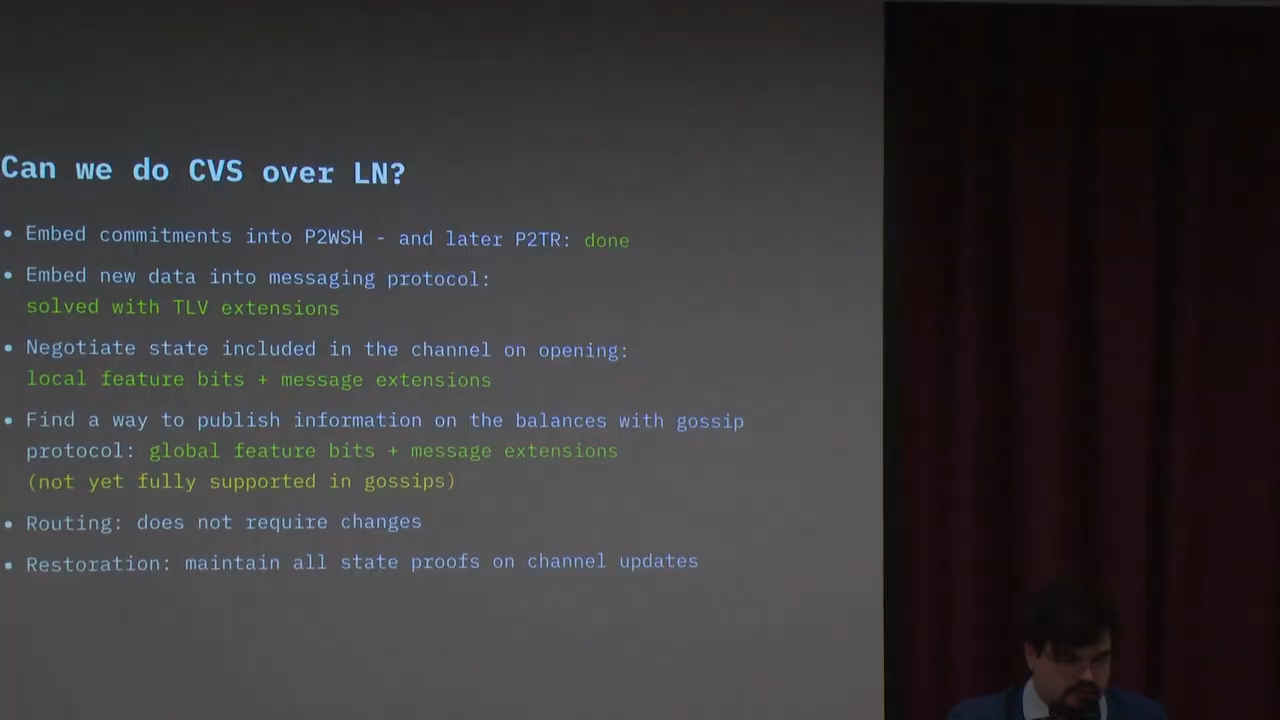 Can we do CVS over LN?
• Embed commitments into P2WSH - and later P2TR: done
• Embed new data into messaging protocol:
solved with TLV extensions
• Negotiate state included in the channel on opening:
local feature bits + message extensions
• Find a way to publish information on the balances with gossip
protocol: global feature bits + message extensions
(not yet fully supported in gossips)
• Routing: does not require changes
• Restoration: maintain all state proofs on channel updates